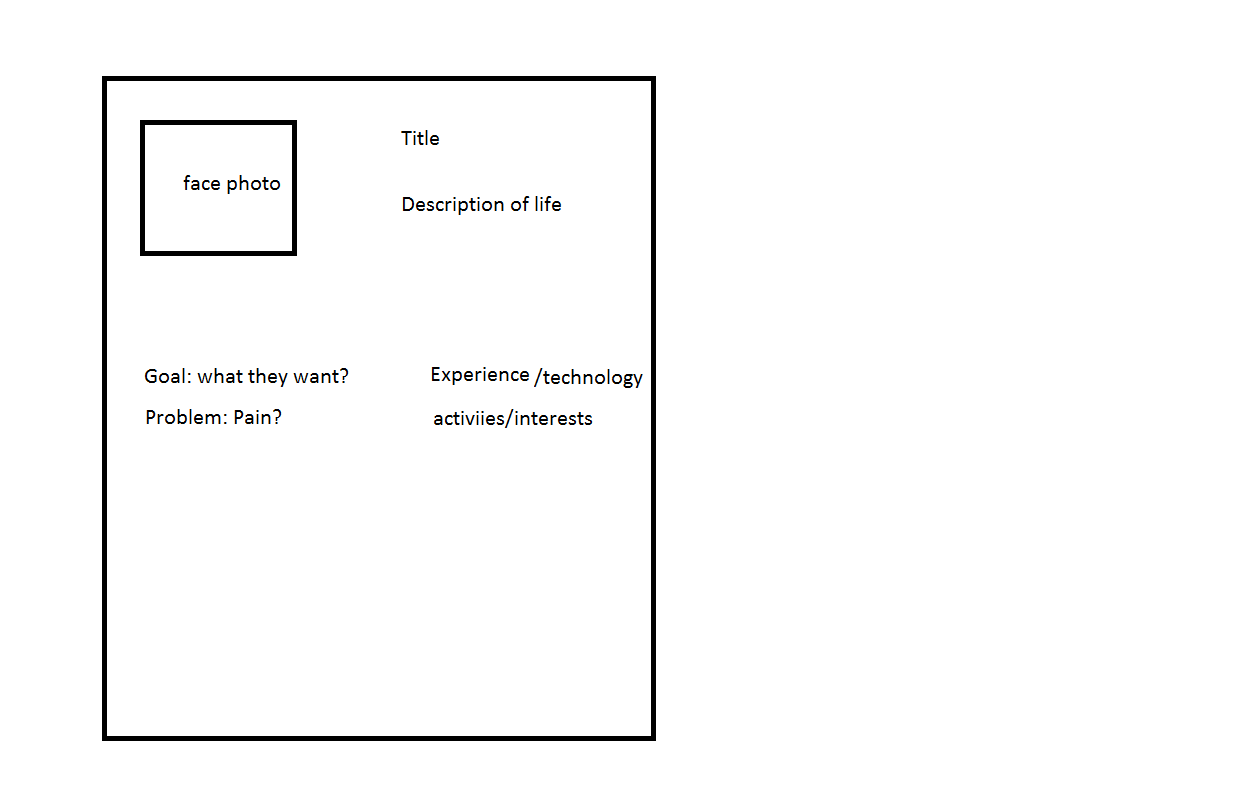 Title
face photo
Description of life
Goal: what they want?
Experience /technology
Problem: Pain?
activiies/interests